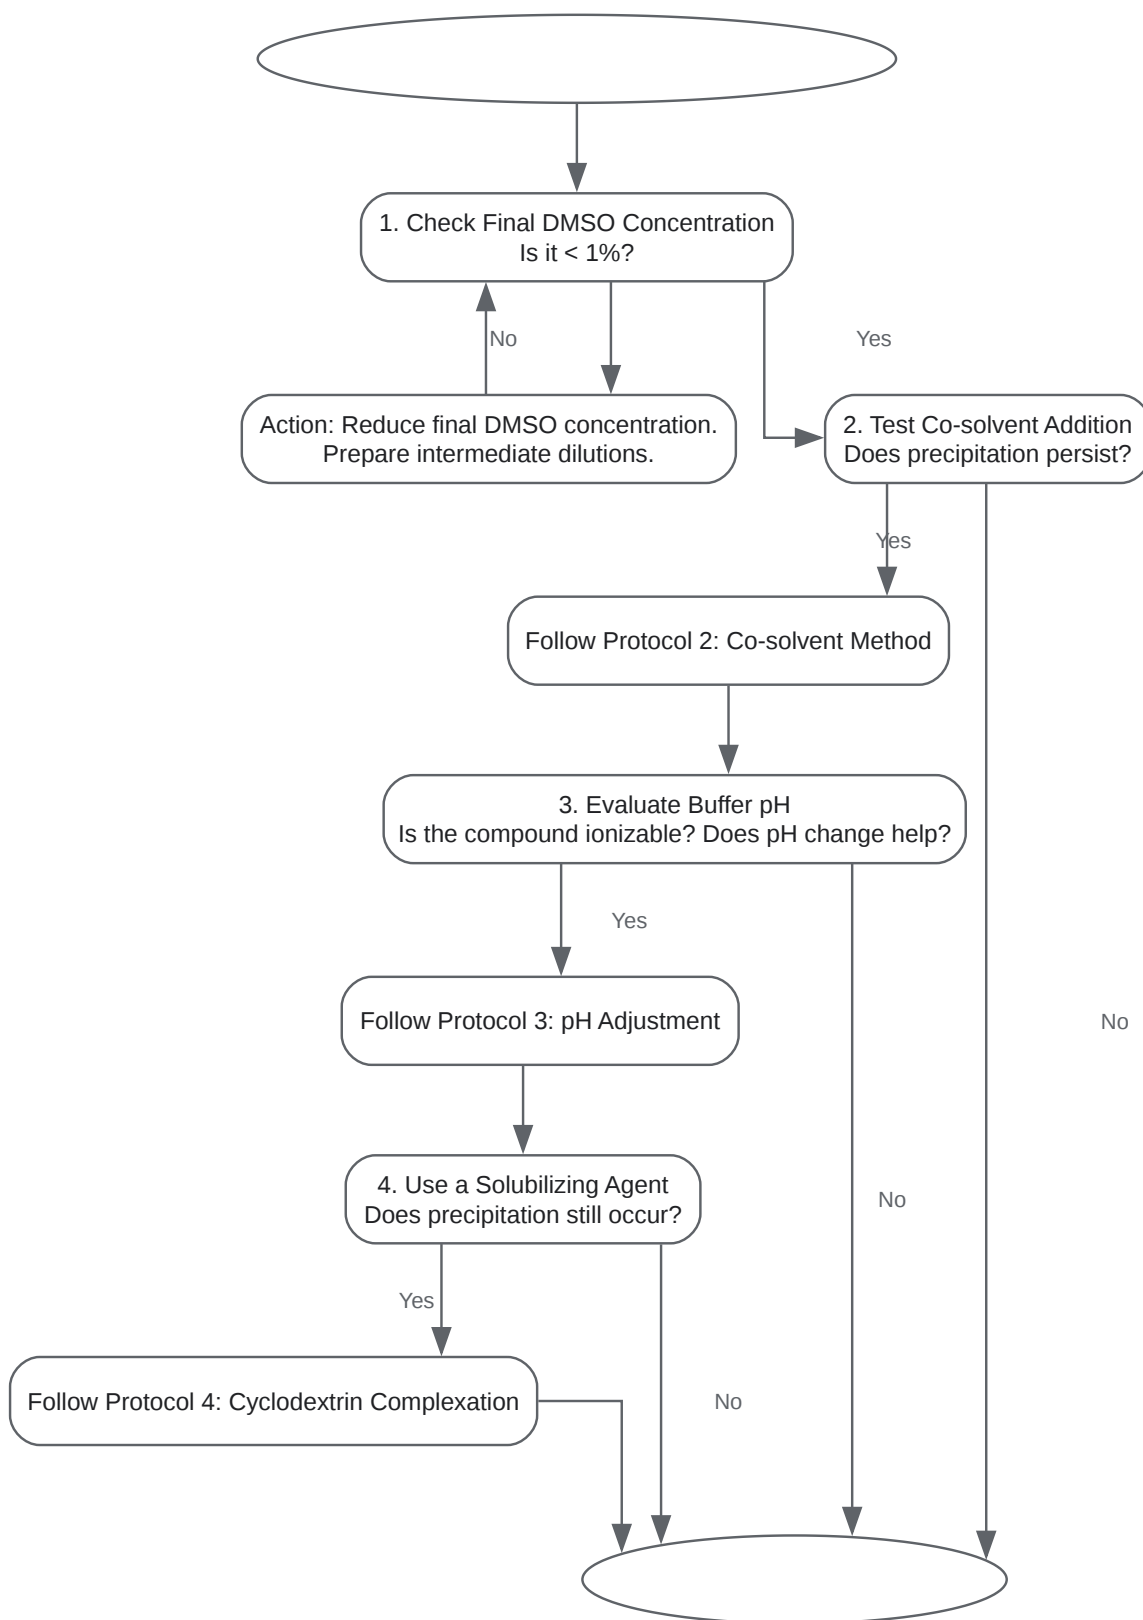 1. Check Final DMSO Concentration
Is it < 1%?
No
Yes
Action: Reduce final DMSO concentration.
Prepare intermediate dilutions.
2. Test Co-solvent Addition
Does precipitation persist?
Yes
Follow Protocol 2: Co-solvent Method
3. Evaluate Buffer pH
Is the compound ionizable? Does pH change help?
Yes
Follow Protocol 3: pH Adjustment
No
4. Use a Solubilizing Agent
Does precipitation still occur?
No
Yes
Follow Protocol 4: Cyclodextrin Complexation
No